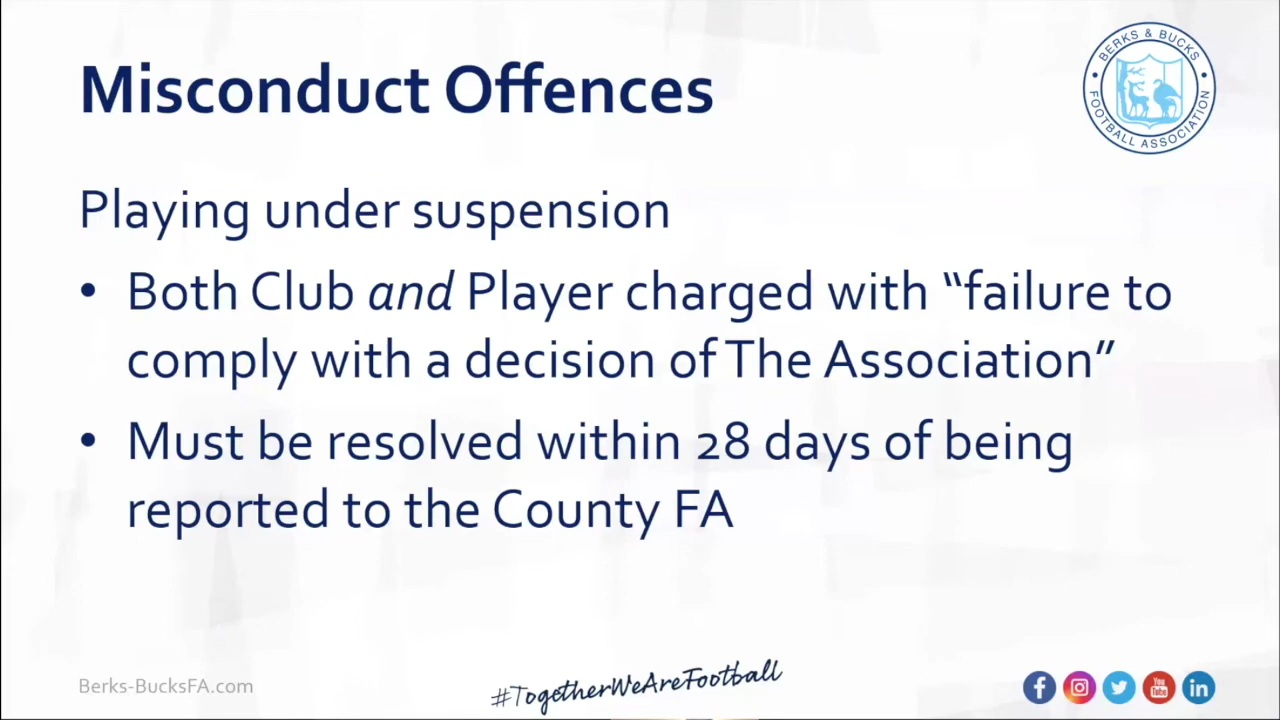 Misconduct Offences
BERKS & BUCKS
FOOTBALL ASSOCIATION
Playing under suspension
• Both Club and Player charged with “failure to
comply with a decision of The Association”
• Must be resolved within 28 days of being
reported to the County FA
Berks-BucksFA.com
#TogetherWeAreFootball
You
Tube